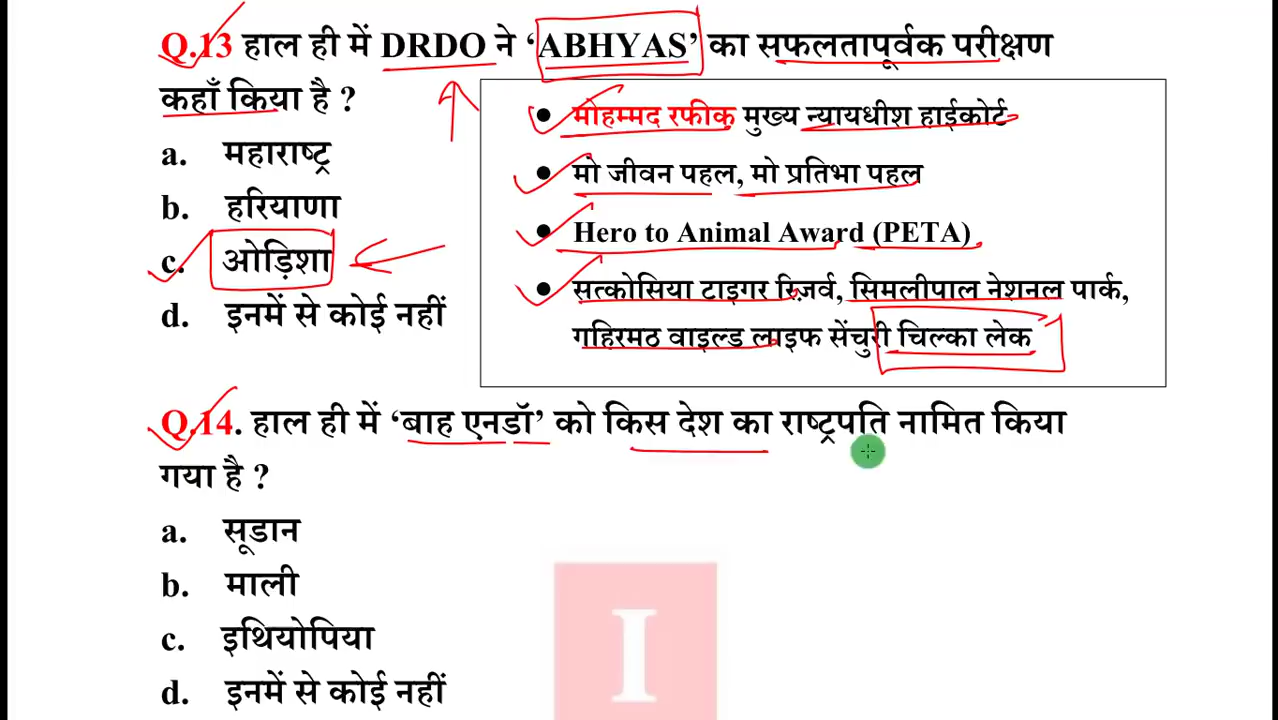 Q.13 हाल ही में DRDO ने ‘ABHYAS’ का सफलतापूर्वक परीक्षण
कहाँ किया है ?
a. महाराष्ट्र
b. हरियाणा
c. ओड़िशा
d. इनमें से कोई नहीं
• मोहम्मद रफीक मुख्य न्यायधीश हाईकोर्ट
• मो जीवन पहल, मो प्रतिभा पहल
• Hero to Animal Award (PETA)
• सत्कोसिया टाइगर रिज़र्व, सिमलीपाल नेशनल पार्क,
गहिरमठ वाइल्ड लाइफ सेंचुरी चिल्का लेक
Q.14. हाल ही में ‘बाह एनडॉ’ को किस देश का राष्ट्रपति नामित किया
गया है ?
a. सूडान
b. माली
c. इथियोपिया
d. इनमें से कोई नहीं
I